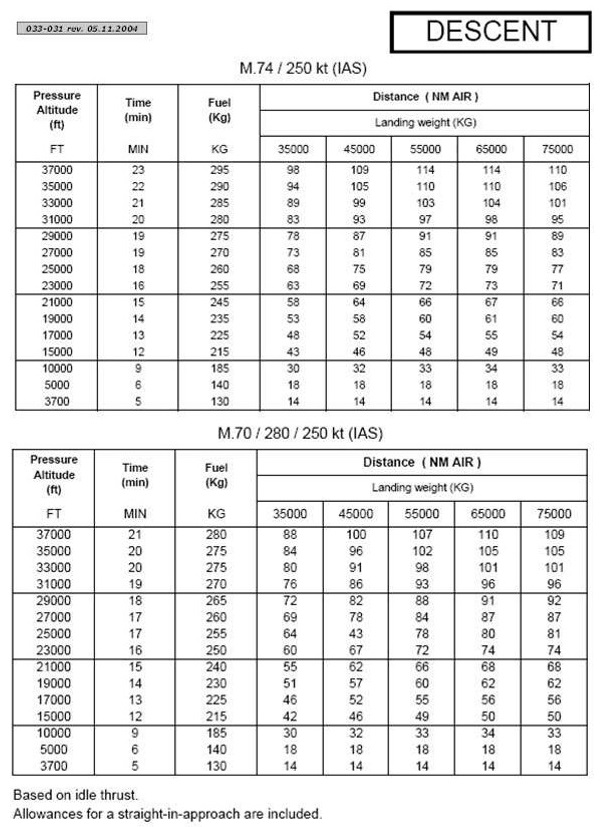 033-031 rev. 05.11.2004
DESCENT
M.74 / 250 kt (IAS)
Pressure Altitude (ft) Time (min) Fuel (Kg) Distance ( NM AIR )
Landing weight (KG)
FT MIN KG 35000 45000 55000 65000 75000
37000 23 295 98 109 114 114 110
35000 22 290 94 105 110 110 106
33000 21 285 89 99 103 104 101
31000 20 280 83 93 97 98 95
29000 19 275 78 87 91 91 89
27000 19 270 73 81 85 85 83
25000 18 260 68 75 79 79 77
23000 16 255 63 69 72 73 71
21000 15 245 58 64 66 67 66
19000 14 235 53 58 60 61 60
17000 13 225 48 52 54 55 54
15000 12 215 43 46 48 49 48
10000 9 185 30 32 33 34 33
5000 6 140 18 18 18 18 18
3700 5 130 14 14 14 14 14
M.70 / 280 / 250 kt (IAS)
Pressure Altitude (ft) Time (min) Fuel (Kg) Distance ( NM AIR )
Landing weight (KG)
FT MIN KG 35000 45000 55000 65000 75000
37000 21 280 88 100 107 110 109
35000 20 275 84 96 102 105 105
33000 20 275 80 91 98 101 101
31000 19 270 76 86 93 96 96
29000 18 265 72 82 88 91 92
27000 17 260 69 78 84 87 87
25000 17 255 64 43 78 80 81
23000 16 250 60 67 72 74 74
21000 15 240 55 62 66 68 68
19000 14 230 51 57 60 62 62
17000 13 225 46 52 55 56 56
15000 12 215 42 46 49 50 50
10000 9 185 30 32 33 34 33
5000 6 140 18 18 18 18 18
3700 5 130 14 14 14 14 14
Based on idle thrust.
Allowances for a straight-in-approach are included.